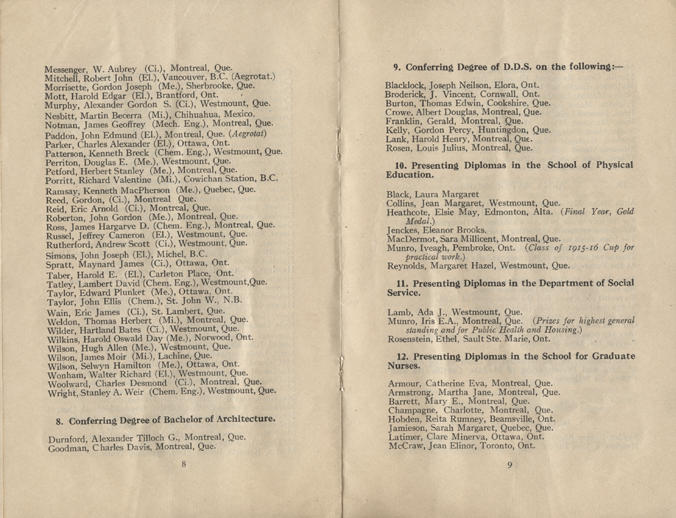 Messenger, W. Aubrey (Ci.), Montreal, Que.
Mitchell, Robert John (El.), Vancouver, B.C. (Aegrotat.)
Morrisette, Gordon Joseph (Me.), Sherbrooke, Que.
Mott, Harold Edgar (El.), Brantford, Ont.
Murphy, Alexander Gordon S. (Ci.), Westmount, Que.
Nesbitt, Martin Becerra (Mi.), Chihuahua, Mexico.
Notman, James Geoffrey (Mech. Eng.), Montreal, Que.
Paddon, John Edmund (El.), Montreal, Que. (Aegrotat)
Parker, Charles Alexander (El.), Ottawa, Ont.
Patterson, Kenneth Breck (Chem. Eng.), Westmount, Que.
Perriton, Douglas E. (Me.), Westmount, Que.
Petford, Herbert Stanley (Me.), Montreal, Que.
Porritt, Richard Valentine (Mi.), Cowichan Station, B.C.
Ramsay, Kenneth MacPherson (Me.), Quebec, Que.
Reed, Gordon, (Ci.), Montreal Que.
Reid, Eric Arnold (Ci.), Montreal, Que.
Roberton, John Gordon (Me.), Montreal, Que.
Ross, James Hargarve D. (Chem. Eng.), Montreal, Que.
Russel, Jeffrey Cameron (El.), Westmount, Que.
Rutherford, Andrew Scott (Ci.), Westmount, Que.
Simons, John Joseph (El.), Michel, B.C.
Spratt, Maynard James (Ci.), Ottawa, Ont.
Taber, Harold E. (El.), Carleton Place, Ont.
Tatley, Lambert David (Chem. Eng.), Westmount,Que.
Taylor, Edward Plunket (Me.), Ottawa, Ont.
Taylor, John Ellis (Chem.), St. John W., N.B.
Wain, Eric James (Ci.), St. Lambert, Que.
Weldon, Thomas Herbert (Mi.), Montreal, Que.
Wilder, Hartland Bates (Ci.), Westmount, Que.
Wilkins, Harold Oswald Day (Me.), Norwood, Ont.
Wilson, Hugh Allen (Me.), Westmount, Que.
Wilson, James Moir (Mi.), Lachine, Que.
Wilson, Selwyn Hamilton (Me.), Ottawa, Ont.
Wonham, Walter Richard (El.), Westmount, Que.
Woolward, Charles Desmond (Ci.), Montreal, Que.
Wright, Stanley A. Weir (Chem. Eng.), Westmount, Que.
8. Conferring Degree of Bachelor of Architecture.
Durnford, Alexander Tilloch G., Montreal, Que.
Goodman, Charles Davis, Montreal, Que.
8
9. Conferring Degree of D.D.S. on the following:—
Blacklock, Joseph Neilson, Elora, Ont.
Broderick, J. Vincent, Cornwall, Ont.
Burton, Thomas Edwin, Cookshire, Que.
Crowe, Albert Douglas, Montreal, Que.
Franklin, Gerald, Montreal, Que.
Kelly, Gordon Percy, Huntingdon, Que.
Lank, Harold Henry, Montreal, Que.
Rosen, Louis Julius, Montreal, Que.
10. Presenting Diplomas in the School of Physical
Education.
Black, Laura Margaret
Collins, Jean Margaret, Westmount, Que.
Heathcote, Elsie May, Edmonton, Alta. (Final Year, Gold
Medal.)
Jenckes, Eleanor Brooks.
MacDermot, Sara Millicent, Montreal, Que.
Munro, Iveagh, Pembroke, Ont. (Class of 1915-16 Cup for
practical work.)
Reynolds, Margaret Hazel, Westmount, Que.
11. Presenting Diplomas in the Department of Social
Service.
Lamb, Ada J., Westmount, Que.
Munro, Iris E.A., Montreal, Que. (Prizes for highest general
standing and for Public Health and Housing.)
Rosenstein, Ethel, Sault Ste. Marie, Ont.
12. Presenting Diplomas in the School for Graduate
Nurses.
Armour, Catherine Eva, Montreal, Que.
Armstrong, Martha Jane, Montreal, Que.
Barrett, Mary E., Montreal, Que.
Champagne, Charlotte, Montreal, Que.
Hobden, Reita Rumney, Beamsville, Ont.
Jamieson, Sarah Margaret, Quebec, Que.
Latimer, Clare Minerva, Ottawa, Ont.
McCraw, Jean Elinor, Toronto, Ont.
9